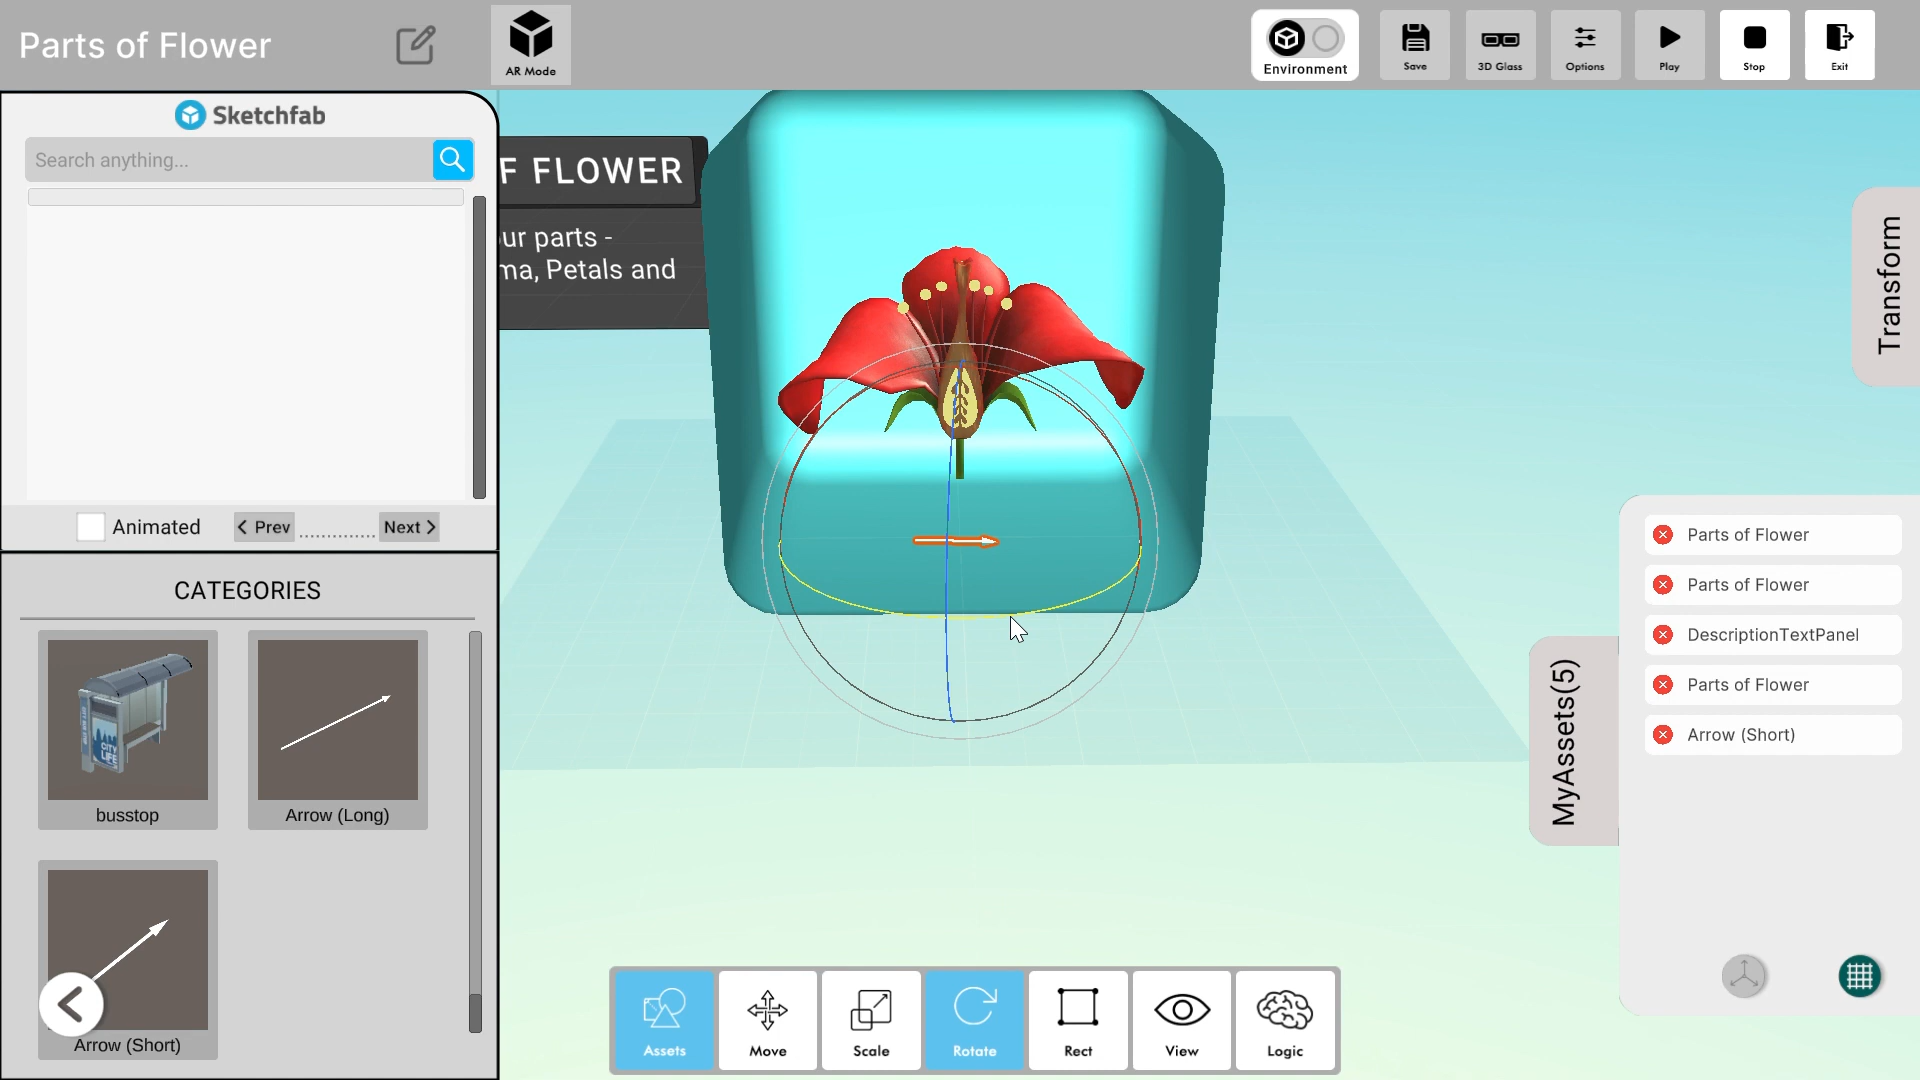 Parts of Flower
AR Mode
Environment
Save
3D Glass
Options
Play
Stop
Exit
Sketchfab
Search anything...
F FLOWER
ur parts -
ma, Petals and
Animated
Prev
Next
CATEGORIES
busstop
CITY LIFE
Arrow (Long)
Arrow (Short)
Transform
MyAssets(5)
Parts of Flower
Parts of Flower
DescriptionTextPanel
Parts of Flower
Arrow (Short)
Assets
Move
Scale
Rotate
Rect
View
Logic